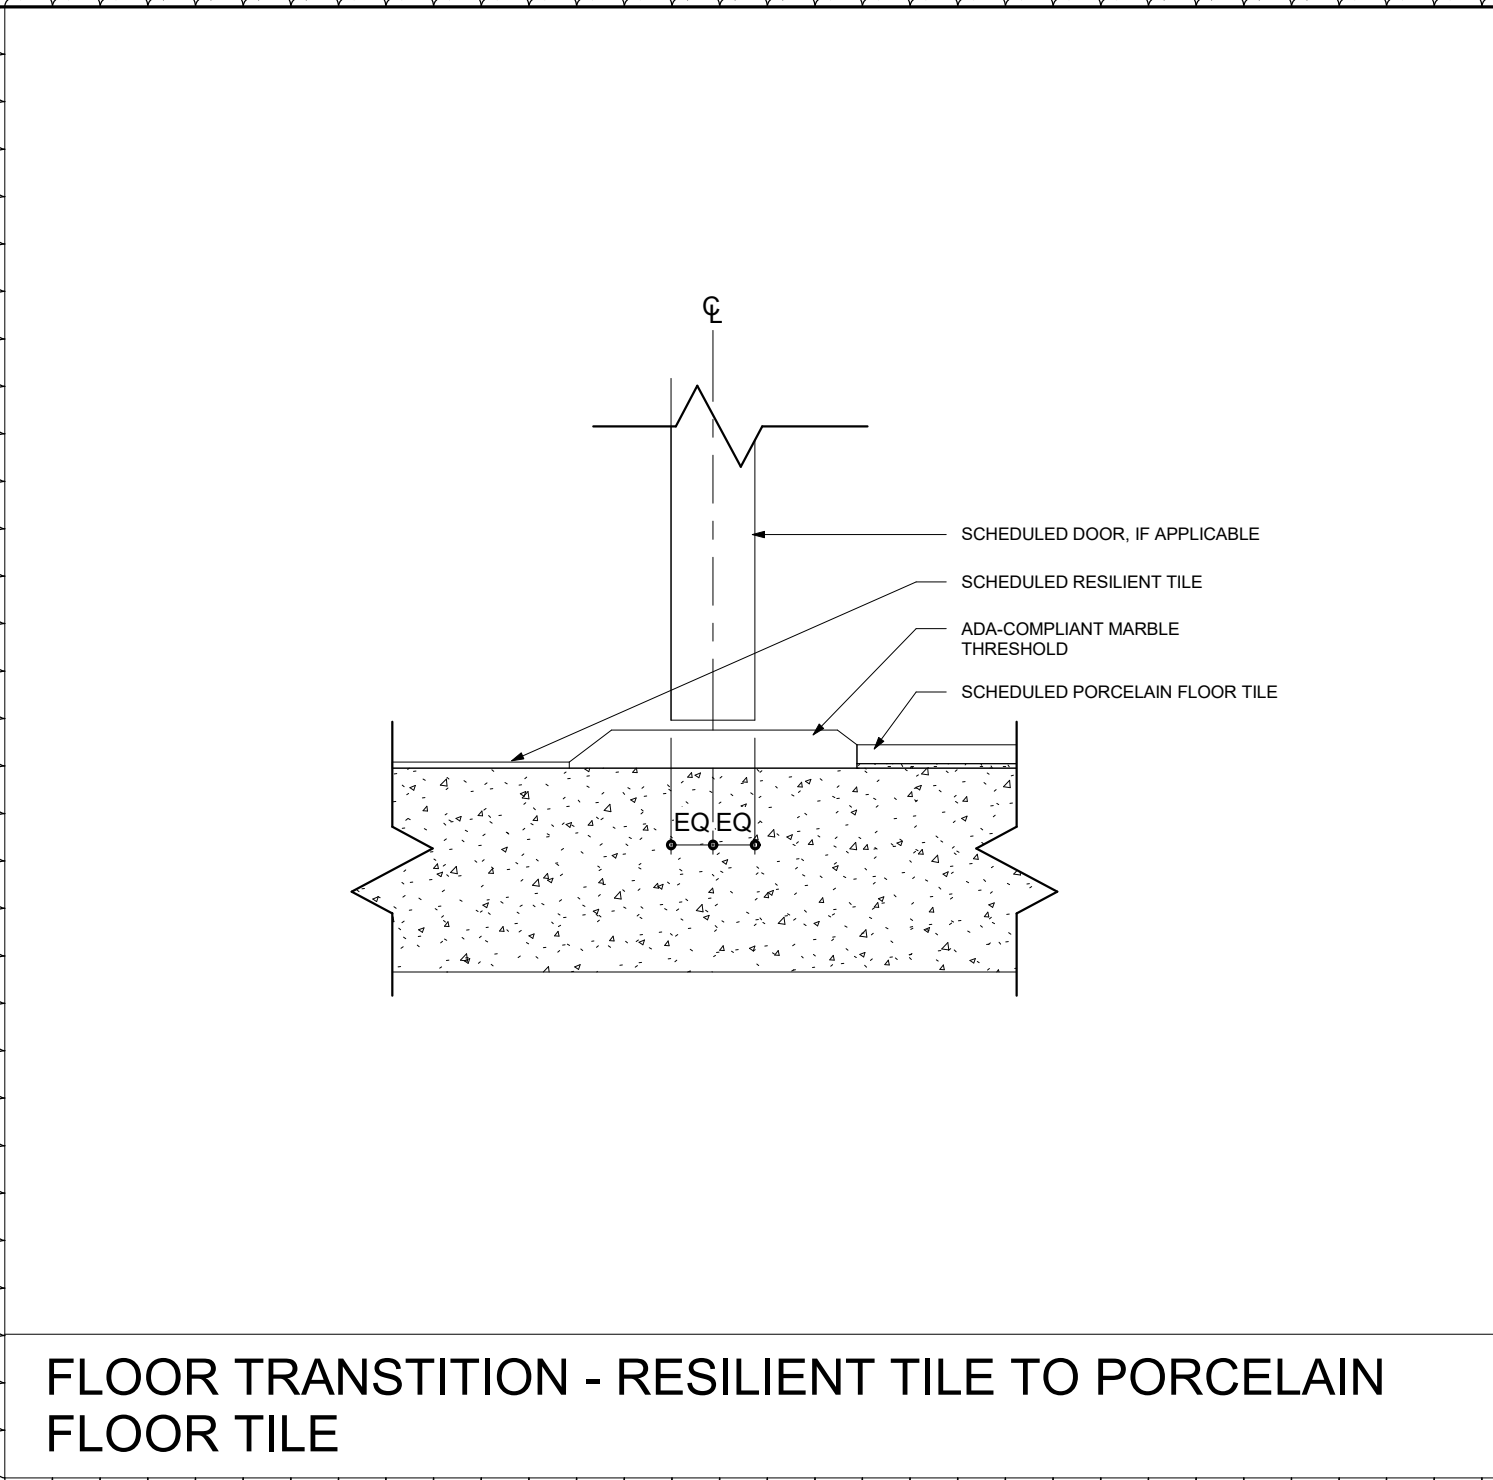 ℄
SCHEDULED DOOR, IF APPLICABLE
SCHEDULED RESILIENT TILE
ADA-COMPLIANT MARBLE
THRESHOLD
SCHEDULED PORCELAIN FLOOR TILE
EQ EQ
FLOOR TRANSTITION - RESILIENT TILE TO PORCELAIN
FLOOR TILE